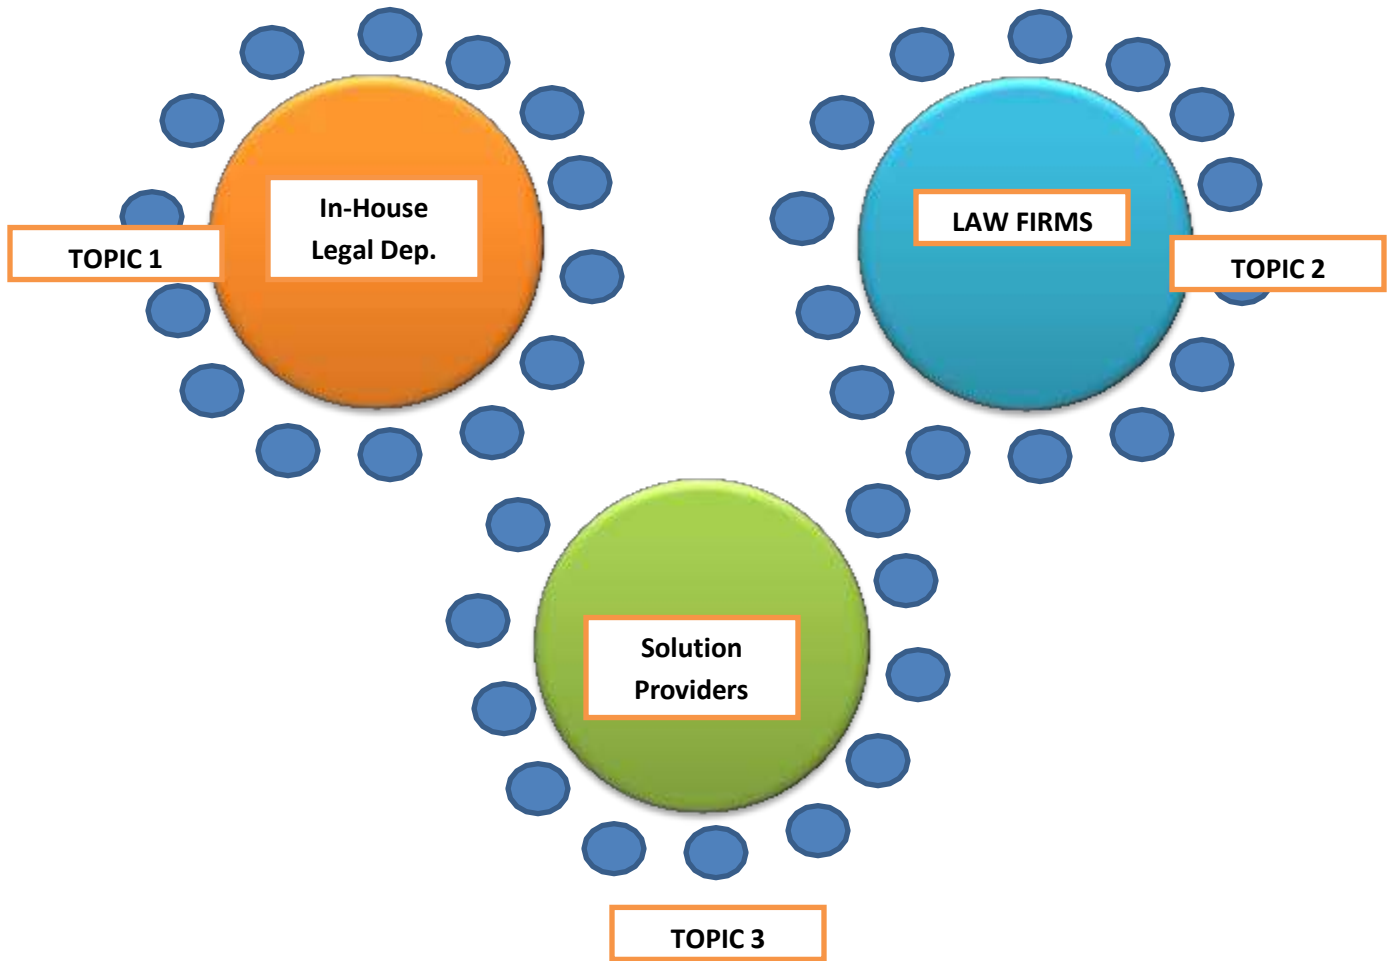 In-House
Legal Dep.
TOPIC 1
LAW FIRMS
TOPIC 2
Solution
Providers
TOPIC 3